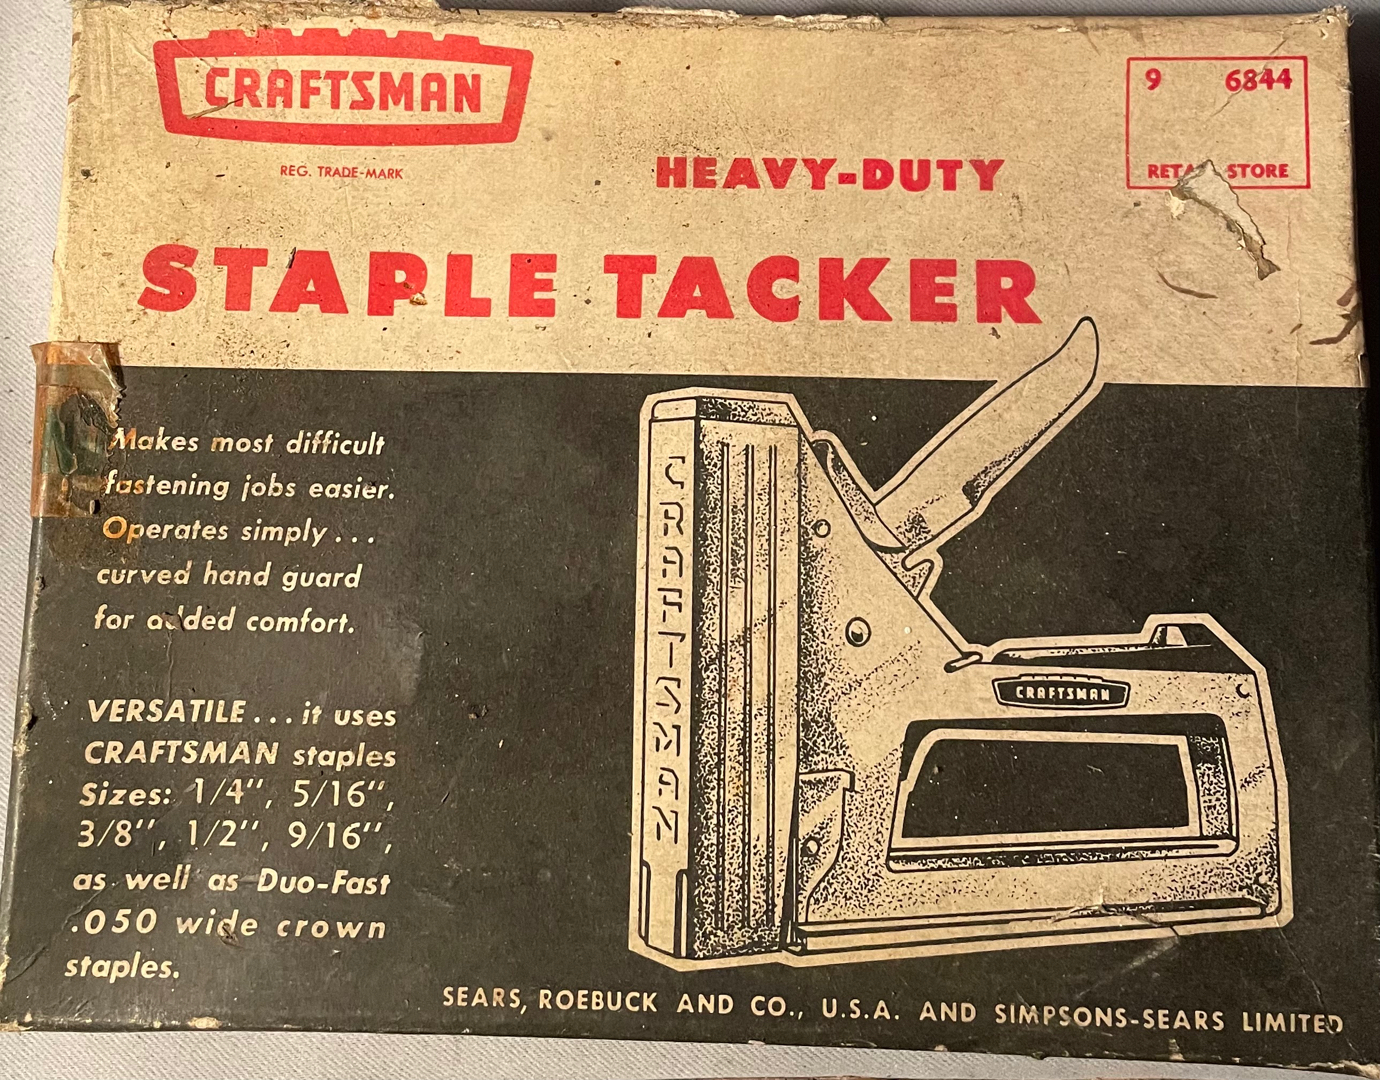 CRAFTSMAN
REG. TRADE-MARK
9 6844
RETAIL STORE
HEAVY-DUTY
STAPLE TACKER
Makes most difficult
fastening jobs easier.
Operates simply...
curved hand guard
for added comfort.
VERSATILE...it uses
CRAFTSMAN staples
Sizes: 1/4", 5/16",
3/8", 1/2", 9/16",
as well as Duo-Fast
.050 wide crown
staples.
CRAFTSMAN
CRAFTSMAN
SEARS, ROEBUCK AND CO., U.S.A. AND SIMPSONS-SEARS LIMITED